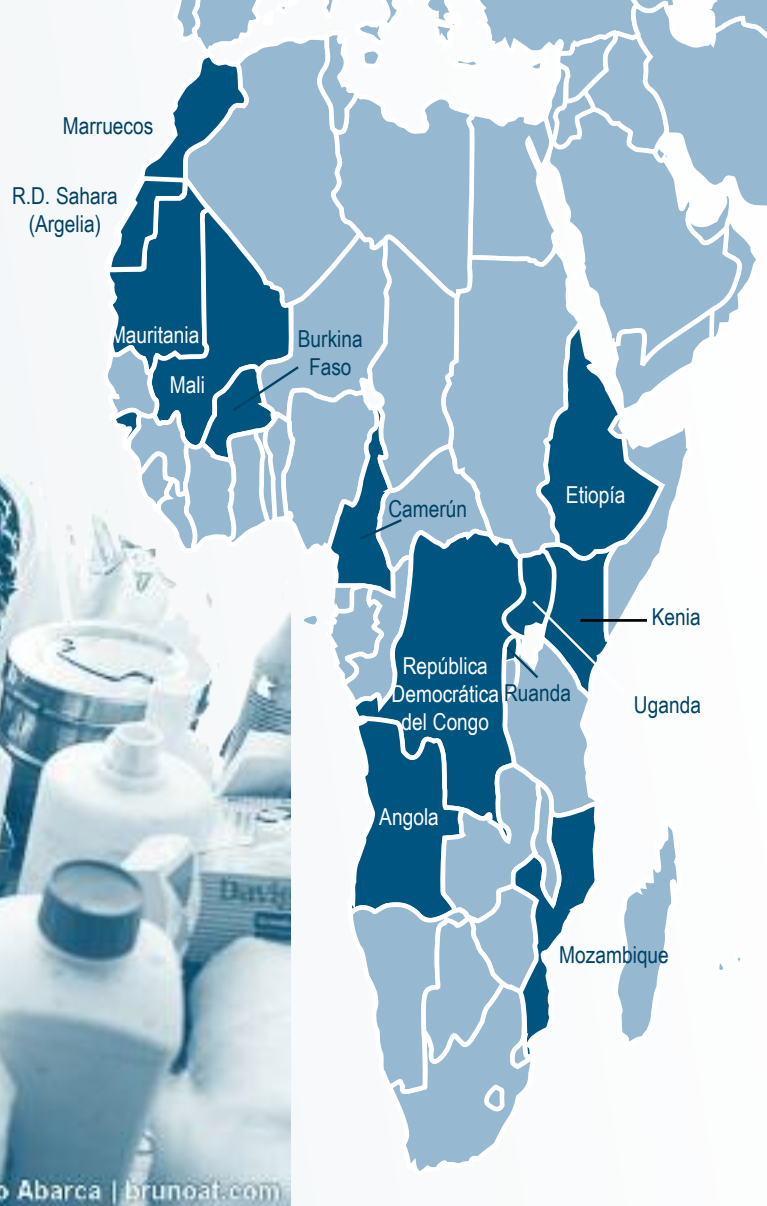 Marruecos
R.D. Sahara
(Argelia)
Mauritania
Burkina
Faso
Mali
Camerún
Etiopía
Kenia
República
Democrática
del Congo
Ruanda
Uganda
Angola
Mozambique
Abarca | brunoat.com